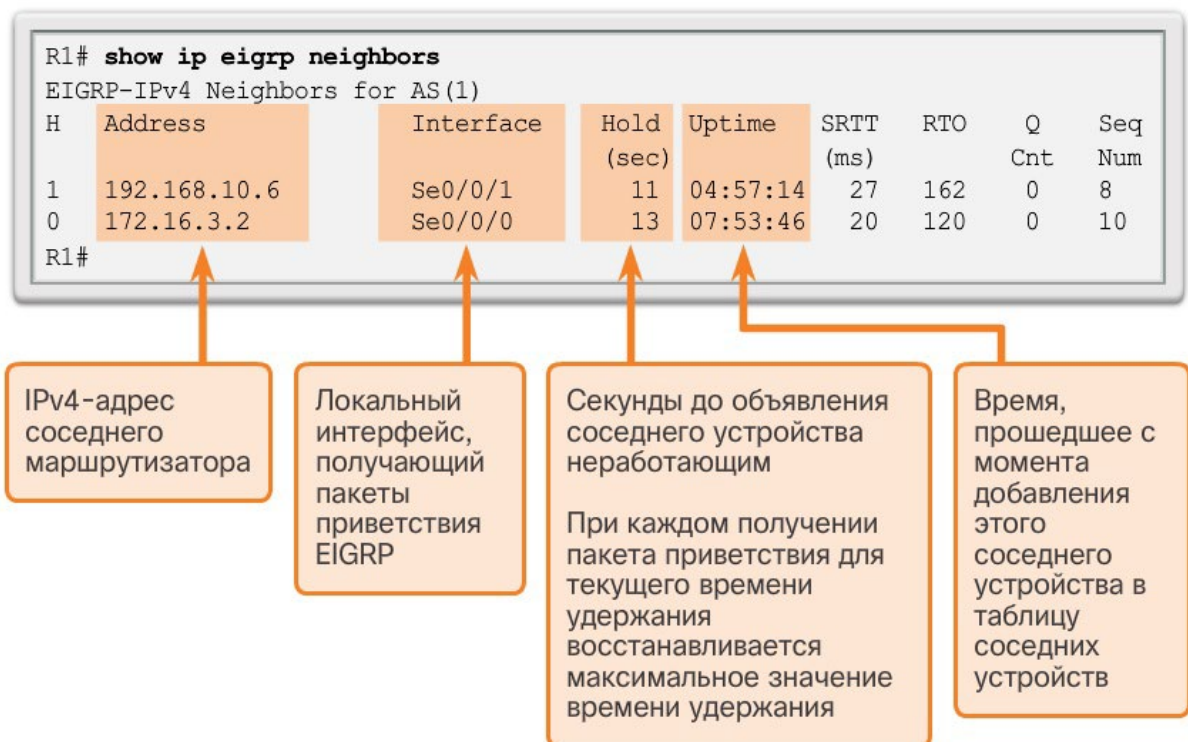 R1# show ip eigrp neighbors
EIGRP-IPv4 Neighbors for AS(1)
H Address Interface Hold Uptime SRTT RTO Q Seq
(sec) (ms) Cnt Num
1 192.168.10.6 Se0/0/1 11 04:57:14 27 162 0 8
0 172.16.3.2 Se0/0/0 13 07:53:46 20 120 0 10
R1#
IPv4-адрес
соседнего
маршрутизатора
Локальный
интерфейс,
получающий
пакеты
приветствия
EIGRP
Секунды до объявления
соседнего устройства
неработающим
При каждом получении
пакета приветствия для
текущего времени
удержания
восстанавливается
максимальное значение
времени удержания
Время,
прошедшее с
момента
добавления
этого
соседнего
устройства в
таблицу
соседних
устройств